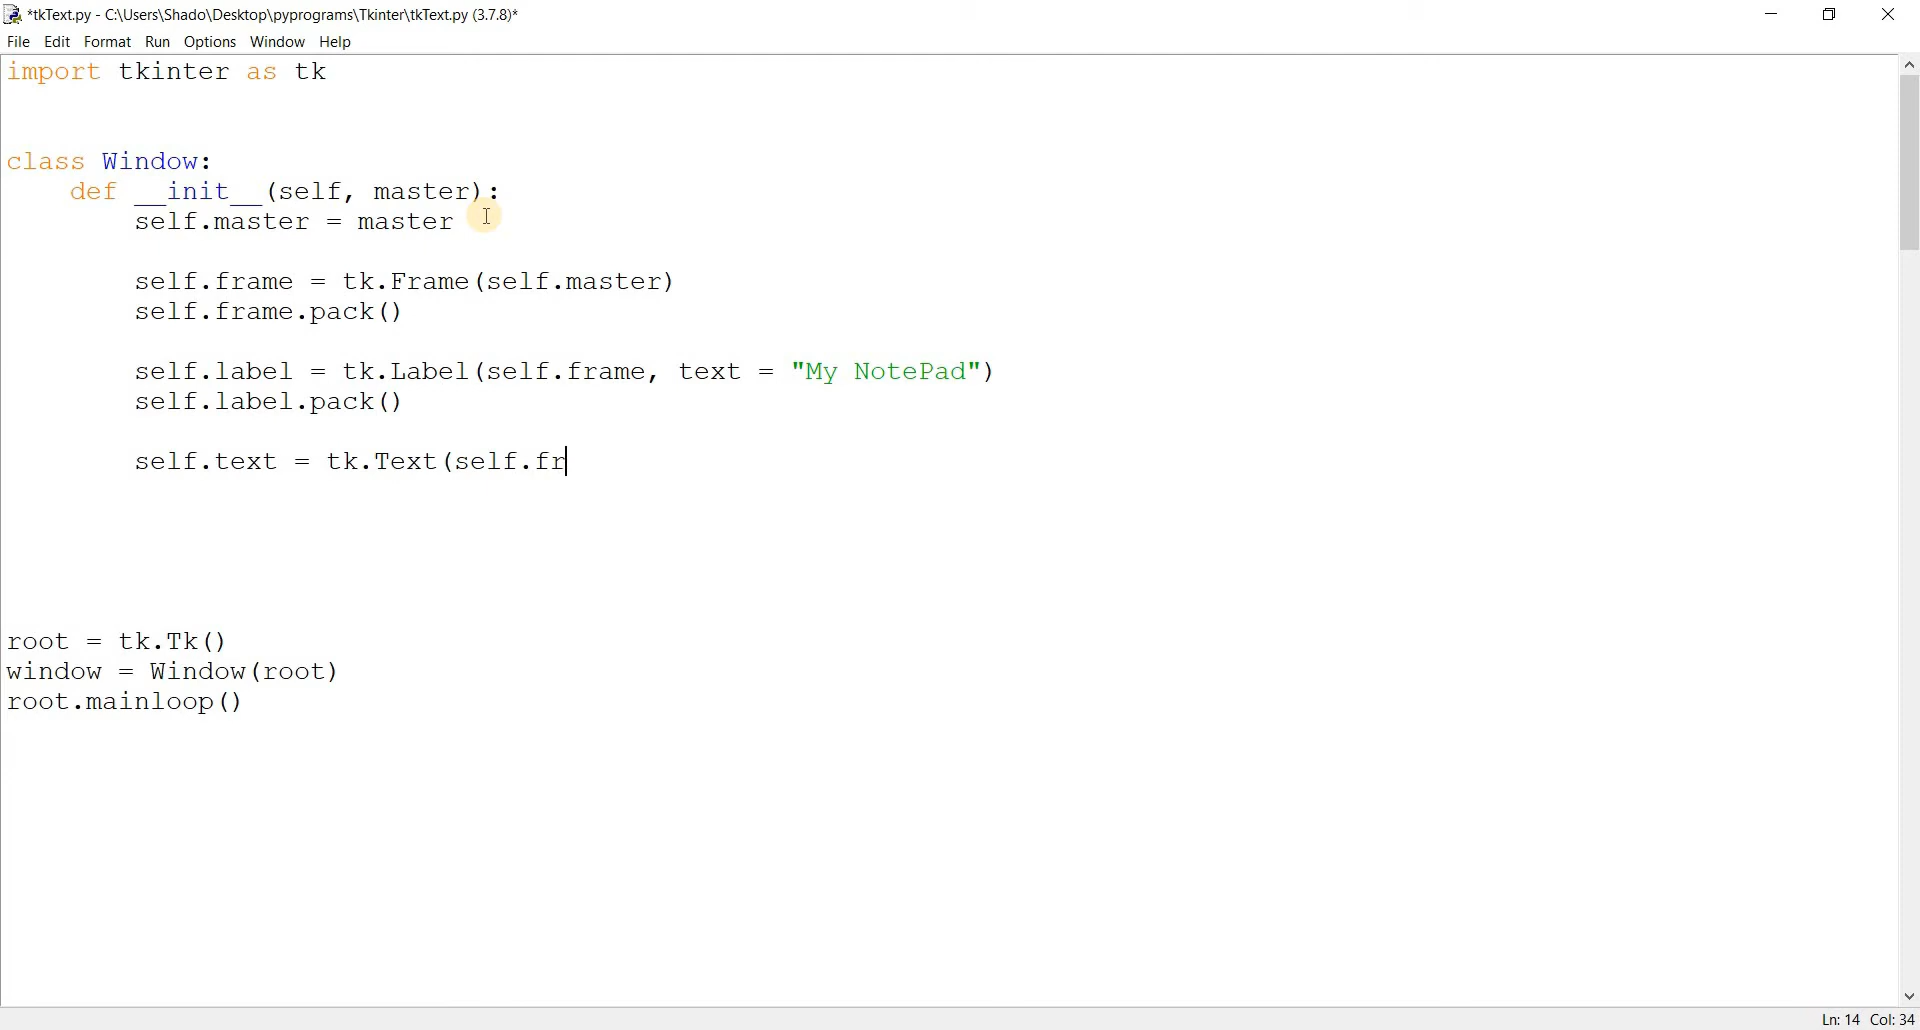 *tkText.py - C:\Users\Shado\Desktop\pyprograms\Tkinter\tkText.py (3.7.8)*
File Edit Format Run Options Window Help
import tkinter as tk
class Window:
    def __init__(self, master):
        self.master = master
        self.frame = tk.Frame(self.master)
        self.frame.pack()
        self.label = tk.Label(self.frame, text = "My NotePad")
        self.label.pack()
        self.text = tk.Text(self.fr
root = tk.Tk()
window = Window(root)
root.mainloop()
Ln: 14 Col: 34